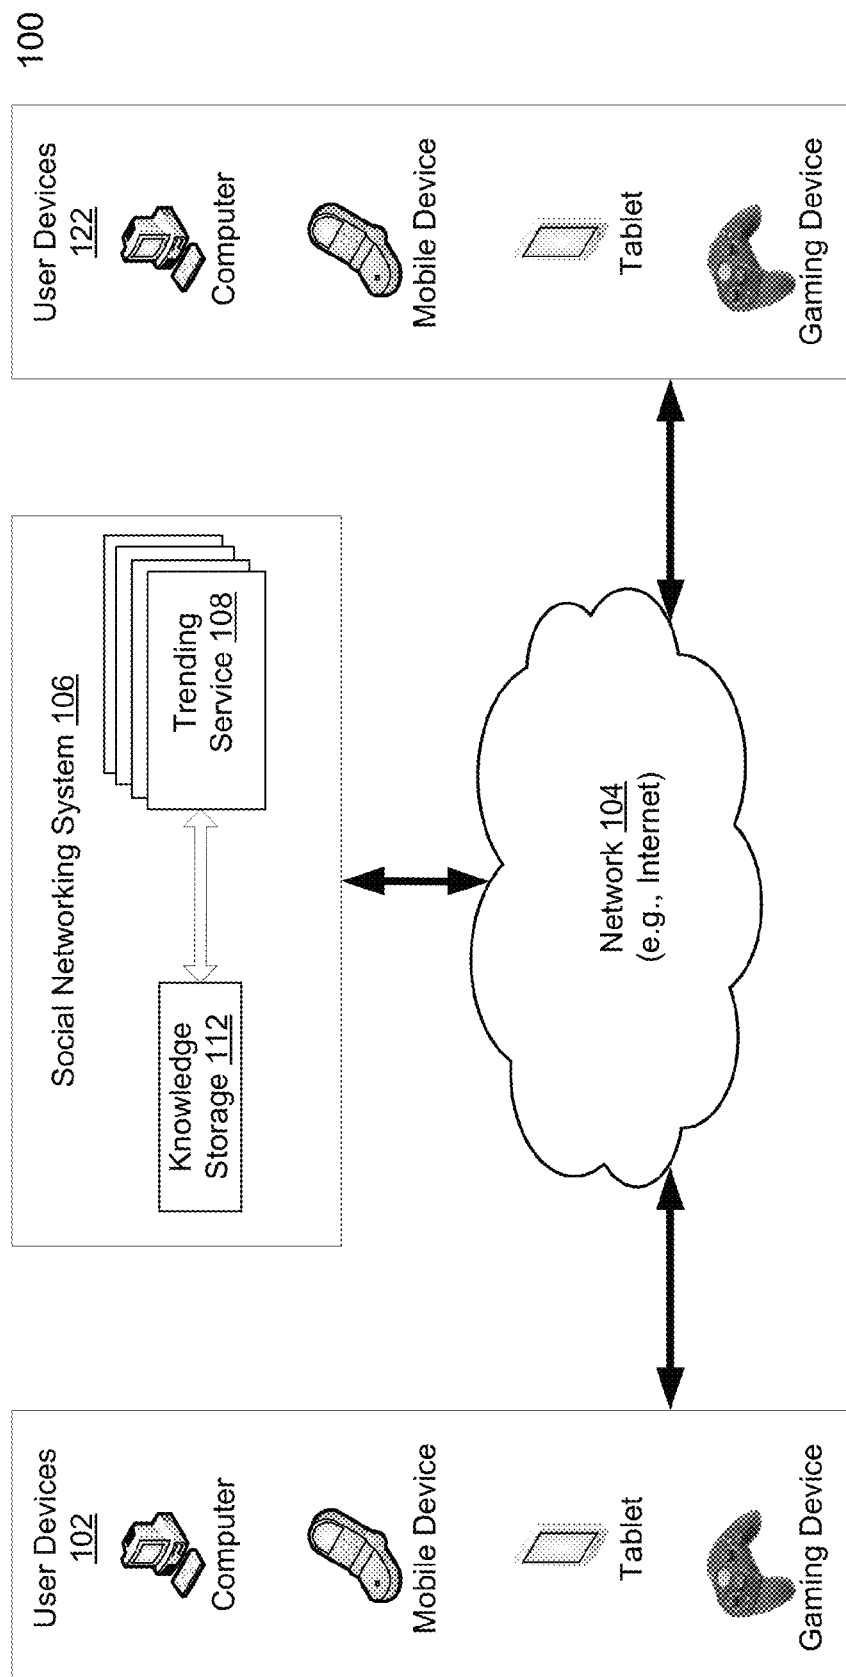 100
User Devices
102
Computer
Mobile Device
Tablet
Gaming Device
Social Networking System 106
Knowledge
Storage 112
Trending
Service 108
Network 104
(e.g., Internet)
User Devices
122
Computer
Mobile Device
Tablet
Gaming Device